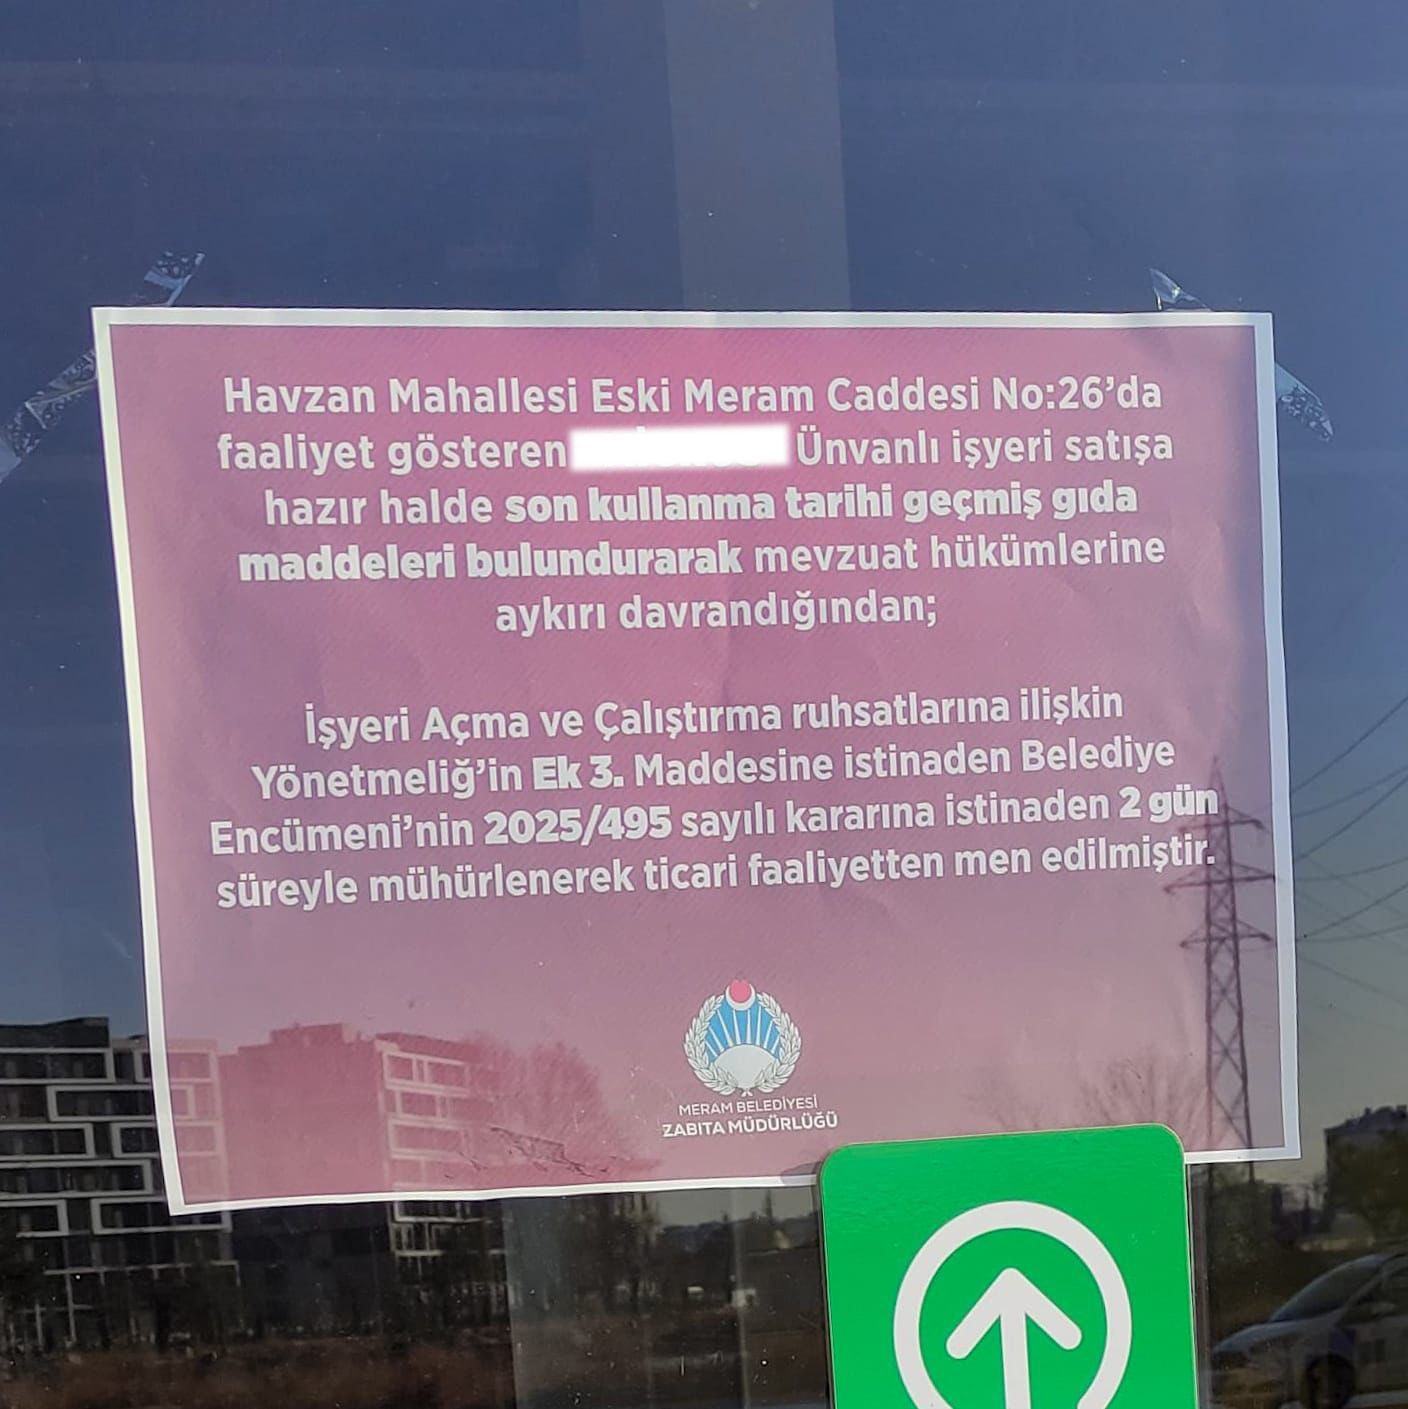 Havzan Mahallesi Eski Meram Caddesi No:26’da
faaliyet gösteren Ünvanlı işyeri satışa
hazır halde son kullanma tarihi geçmiş gıda
maddeleri bulundurarak mevzuat hükümlerine
aykırı davrandığından;
İşyeri Açma ve Çalıştırma ruhsatlarına ilişkin
Yönetmeliğ’in Ek 3. Maddesine istinaden Belediye
Encümeni’nin 2025/495 sayılı kararına istinaden 2 gün
süreyle mühürlenerek ticari faaliyetten men edilmiştir.
MERAM BELEDİYESİ
ZABITA MÜDÜRLÜĞÜ